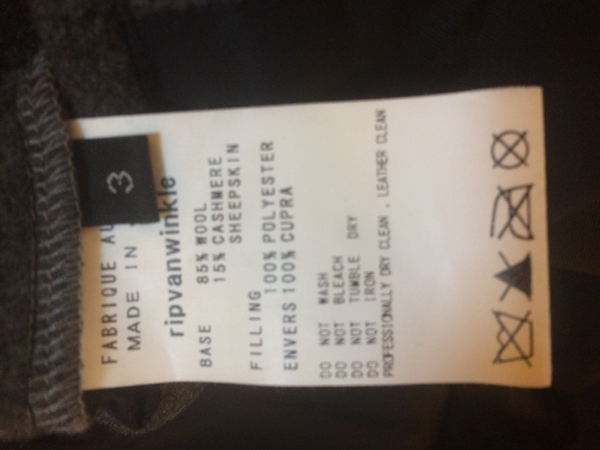 3
FABRIQUE AU
MADE IN
ripvanwinkle
BASE 85% WOOL
15% CASHMERE
SHEEPSKIN
FILLING
100% POLYESTER
ENVERS 100% CUPRA
DO NOT WASH
DO NOT BLEACH
DO NOT TUMBLE DRY
DO NOT IRON
PROFESSIONALLY DRY CLEAN , LEATHER CLEAN